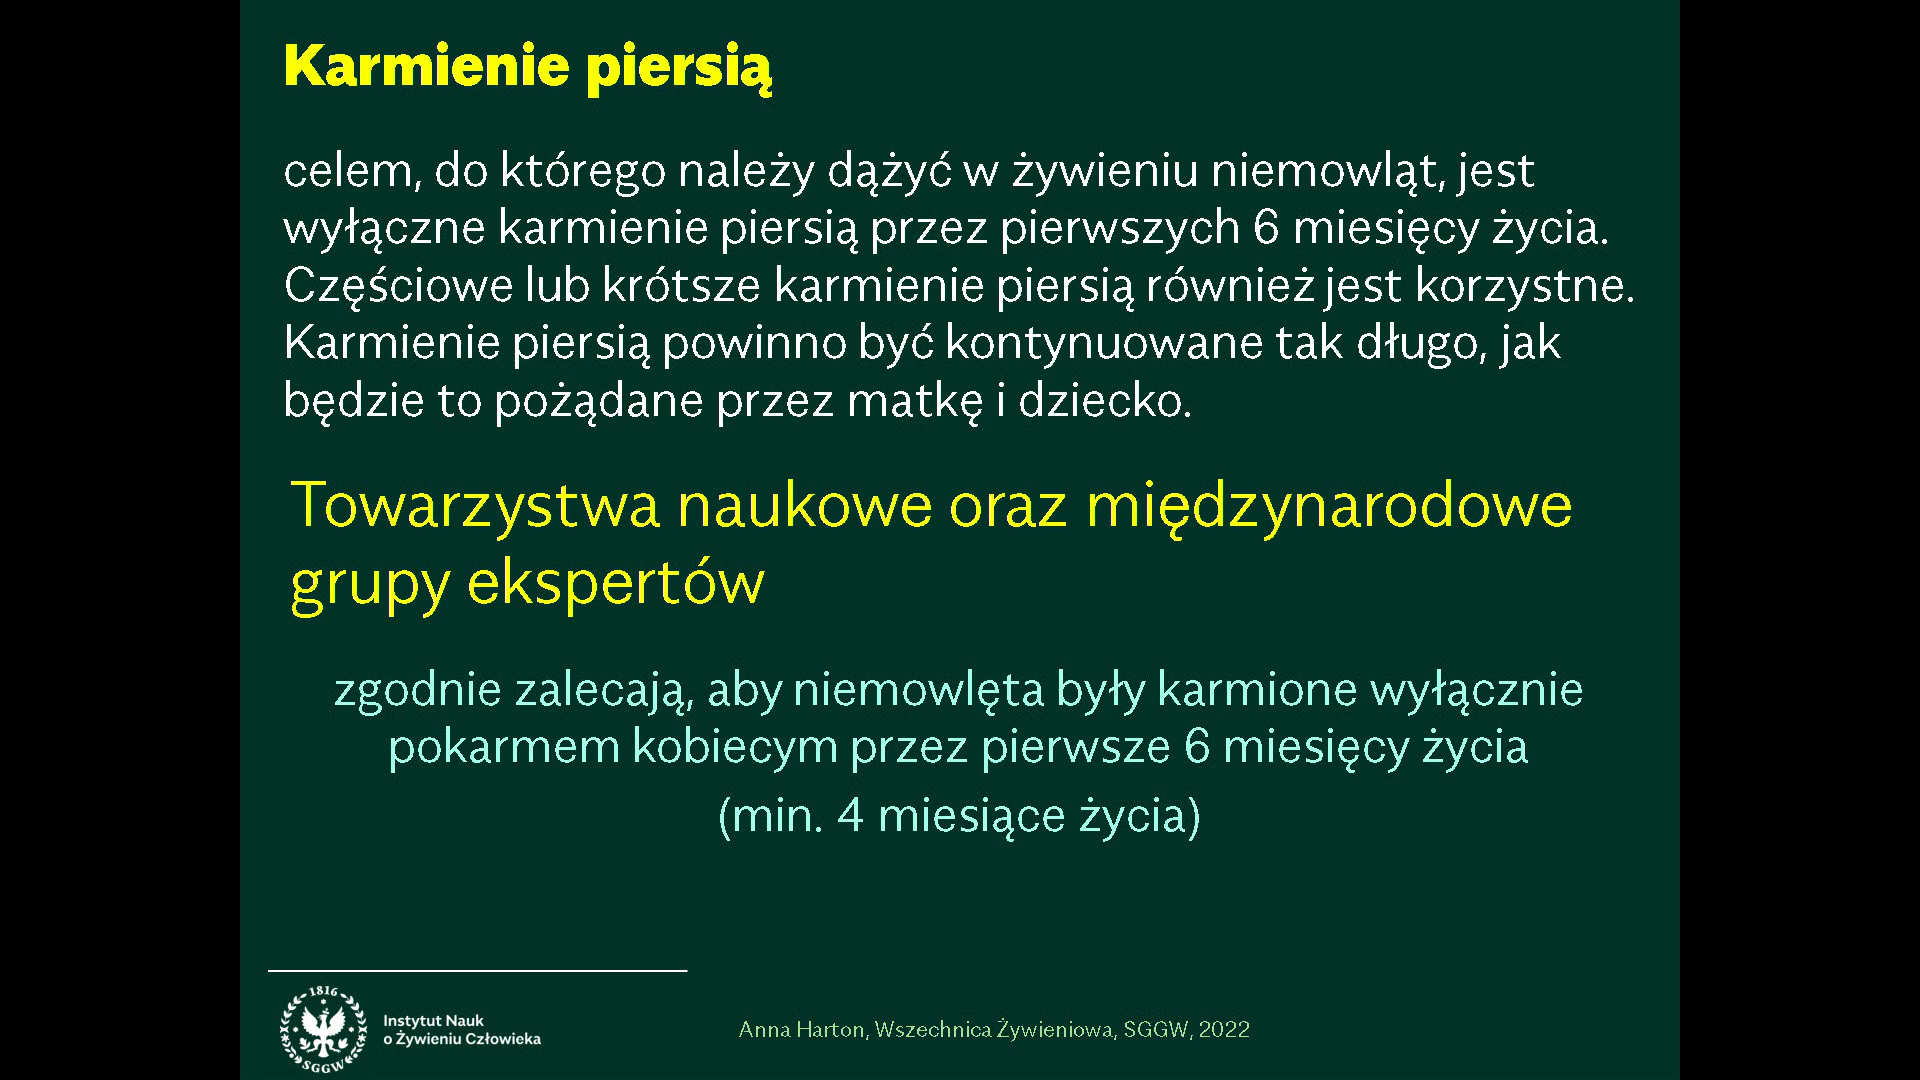 Karmienie piersią
celem, do którego należy dążyć w żywieniu niemowląt, jest
wyłączne karmienie piersią przez pierwszych 6 miesięcy życia.
Częściowe lub krótsze karmienie piersią również jest korzystne.
Karmienie piersią powinno być kontynuowane tak długo, jak
będzie to pożądane przez matkę i dziecko.
Towarzystwa naukowe oraz międzynarodowe
grupy ekspertów
zgodnie zalecają, aby niemowlęta były karmione wyłącznie
pokarmem kobiecym przez pierwsze 6 miesięcy życia
(min. 4 miesiące życia)
1816
SGGW
Instytut Nauk
o Żywieniu Człowieka
Anna Harton, Wszechnica Żywieniowa, SGGW, 2022